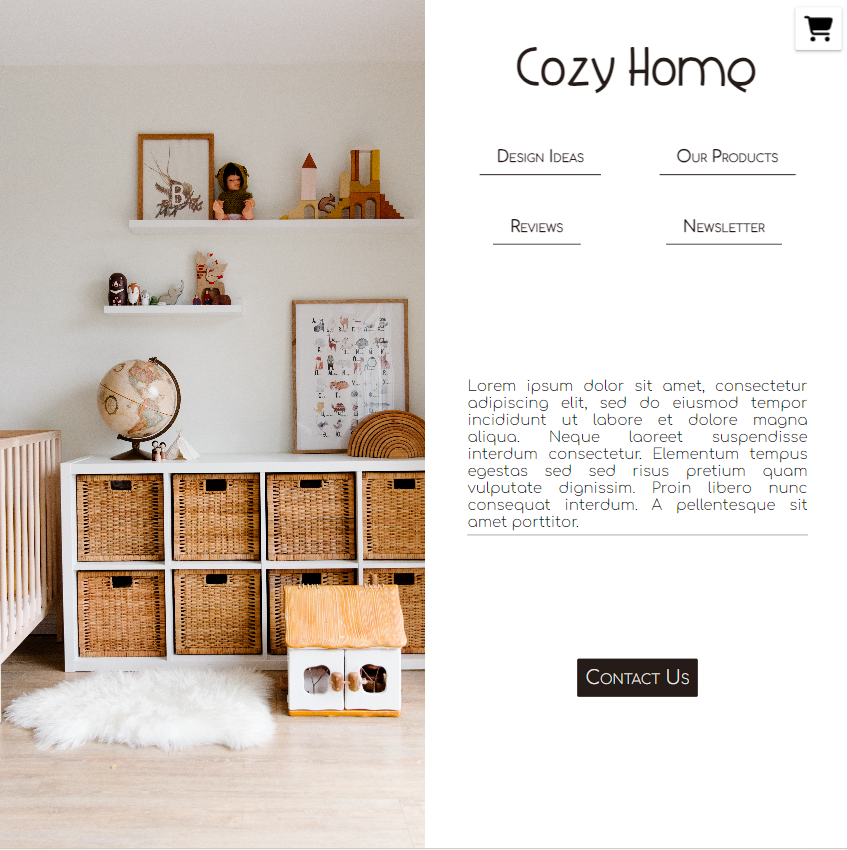 Cozy Home
Design Ideas
Our Products
Reviews
Newsletter
B
Lorem ipsum dolor sit amet, consectetur
adipiscing elit, sed do eiusmod tempor
incididunt ut labore et dolore magna
aliqua. Neque laoreet suspendisse
interdum consectetur. Elementum tempus
egestas sed sed risus pretium quam
vulputate dignissim. Proin libero nunc
consequat interdum. A pellentesque sit
amet porttitor.
Contact Us